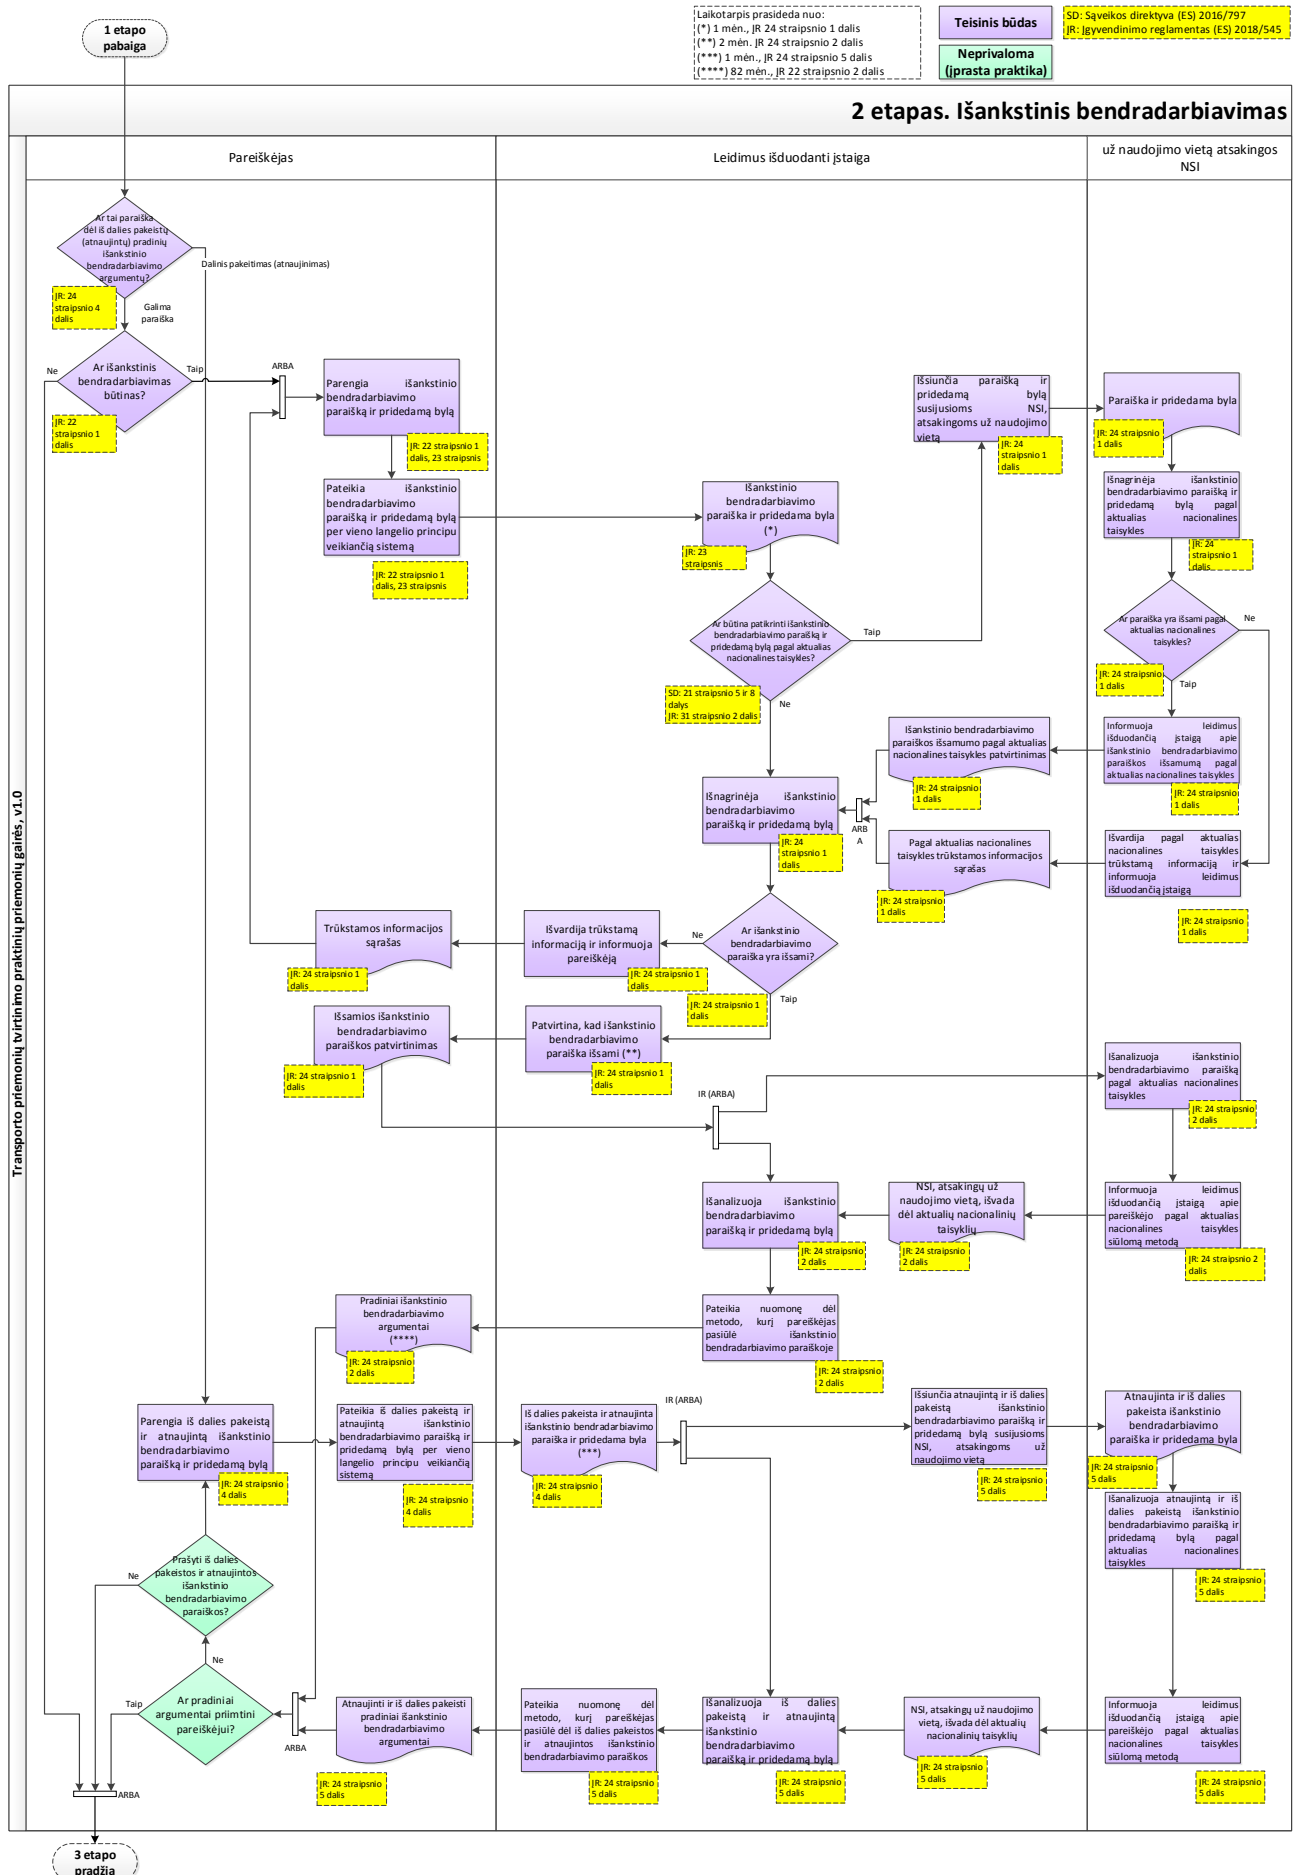 1 etapo
pabaiga
Laikotarpis prasideda nuo:
(*) 1 mėn., ĮR 24 straipsnio 1 dalis
(**) 2 mėn. ĮR 24 straipsnio 2 dalis
(***) 1 mėn., ĮR 24 straipsnio 5 dalis
(****) 82 mėn., ĮR 22 straipsnio 2 dalis
Teisinis būdas
Neprivaloma
(įprasta praktika)
SD: Sąveikos direktyva (ES) 2016/797
ĮR: Įgyvendinimo reglamentas (ES) 2018/545
2 etapas. Išankstinis bendradarbiavimas
Transporto priemonių tvirtinimo praktinių priemonių gairės, v1.0
Pareiškėjas
Leidimus išduodanti įstaiga
už naudojimo vietą atsakingos
NSI
Ar tai paraiška
dėl iš dalies pakeistų
(atnaujintų) pradinių
išankstinio
bendradarbiavimo
argumentų?
Dalinis pakeitimas (atnaujinimas)
ĮR: 24
straipsnio 4
dalis
Galima
paraiška
Ar išankstinis
bendradarbiavimas
būtinas?
Ne
Taip
ĮR: 22
straipsnio 1
dalis
ARBA
Parengia išankstinio
bendradarbiavimo
paraišką ir pridedamą bylą
ĮR: 22 straipsnio 1
dalis, 23 straipsnis
Pateikia išankstinio
bendradarbiavimo
paraišką ir pridedamą bylą
per vieno langelio principu
veikiančią sistemą
ĮR: 22 straipsnio 1
dalis, 23 straipsnis
Išankstinio
bendradarbiavimo
paraiška ir pridedama byla
(*)
ĮR: 23
straipsnis
Išsiunčia paraišką ir
pridedamą bylą
susijusioms NSI,
atsakingoms už naudojimo
vietą
ĮR: 24
straipsnio 1
dalis
Paraiška ir pridedama byla
ĮR: 24 straipsnio
1 dalis
Išnagrinėja išankstinio
bendradarbiavimo paraišką ir
pridedamą bylą pagal
aktualias nacionalines
taisykles
ĮR: 24
straipsnio 1
dalis
Ar būtina patikrinti išankstinio
bendradarbiavimo paraišką ir
pridedamą bylą pagal aktualias
nacionalines taisykles?
Taip
Ne
SD: 21 straipsnio 5 ir 8
dalys
ĮR: 31 straipsnio 2 dalis
Ar paraiška yra išsami pagal
aktualias nacionalines
taisykles?
Ne
Taip
ĮR: 24 straipsnio
1 dalis
Išankstinio bendradarbiavimo
paraiškos išsamumo pagal aktualias
nacionalines taisykles patvirtinimas
ĮR: 24 straipsnio
1 dalis
Informuoja leidimus
išduodančią įstaigą apie
išankstinio bendradarbiavimo
paraiškos išsamumą pagal
aktualias nacionalines taisykles
ĮR: 24 straipsnio
1 dalis
Išnagrinėja išankstinio
bendradarbiavimo
paraišką ir pridedamą bylą
ĮR: 24
straipsnio 1
dalis
ARB
A
Pagal aktualias nacionalines
taisykles trūkstamos informacijos
sąrašas
ĮR: 24 straipsnio
1 dalis
Išvardija pagal aktualias
nacionalines taisykles
trūkstamą informaciją ir
informuoja leidimus
išduodančią įstaigą
ĮR: 24 straipsnio
1 dalis
Trūkstamos informacijos
sąrašas
ĮR: 24 straipsnio 1
dalis
Išvardija trūkstamą
informaciją ir informuoja
pareiškėją
ĮR: 24 straipsnio 1
dalis
Ne
Ar išankstinio
bendradarbiavimo
paraiška yra išsami?
Taip
ĮR: 24 straipsnio 1
dalis
Išsamios išankstinio
bendradarbiavimo
paraiškos patvirtinimas
ĮR: 24 straipsnio 1
dalis
Patvirtina, kad išankstinio
bendradarbiavimo
paraiška išsami (**)
ĮR: 24 straipsnio 1
dalis
IR (ARBA)
Išanalizuoja išankstinio
bendradarbiavimo paraišką
pagal aktualias nacionalines
taisykles
ĮR: 24 straipsnio
2 dalis
Išanalizuoja išankstinio
bendradarbiavimo
paraišką ir pridedamą bylą
ĮR: 24 straipsnio
2 dalis
NSI, atsakingų už
naudojimo vietą, išvada
dėl aktualių nacionalinių
taisyklių
ĮR: 24 straipsnio
2 dalis
Informuoja leidimus
išduodančią įstaigą apie
pareiškėjo pagal aktualias
nacionalines taisykles
siūlomą metodą
ĮR: 24 straipsnio 2
dalis
Pradiniai išankstinio
bendradarbiavimo
argumentai
(****)
ĮR: 24 straipsnio
2 dalis
Pateikia nuomonę dėl
metodo, kurį pareiškėjas
pasiūlė išankstinio
bendradarbiavimo paraiškoje
ĮR: 24 straipsnio
2 dalis
Parengia iš dalies pakeistą
ir atnaujintą išankstinio
bendradarbiavimo
paraišką ir pridedamą bylą
ĮR: 24 straipsnio
4 dalis
Pateikia iš dalies pakeistą ir
atnaujintą išankstinio
bendradarbiavimo paraišką ir
pridedamą bylą per vieno
langelio principu veikiančią
sistemą
ĮR: 24 straipsnio
4 dalis
Iš dalies pakeista ir atnaujinta
išankstinio bendradarbiavimo
paraiška ir pridedama byla
(***)
ĮR: 24 straipsnio
4 dalis
IR (ARBA)
Išsiunčia atnaujintą ir iš dalies
pakeistą išankstinio
bendradarbiavimo paraišką ir
pridedamą bylą susijusioms
NSI, atsakingoms už
naudojimo vietą
ĮR: 24 straipsnio
5 dalis
Atnaujinta ir iš dalies
pakeista išankstinio
bendradarbiavimo
paraiška ir pridedama byla
ĮR: 24 straipsnio
5 dalis
Išanalizuoja atnaujintą ir iš
dalies pakeistą išankstinio
bendradarbiavimo paraišką ir
pridedamą bylą pagal
aktualias nacionalines
taisykles
ĮR: 24 straipsnio
5 dalis
Prašyti iš dalies
pakeistos ir atnaujintos
išankstinio
bendradarbiavimo
paraiškos?
Ne
Ne
Ar pradiniai
argumentai priimtini
pareiškėjui?
Taip
ARBA
Atnaujinti ir iš dalies pakeisti
pradiniai išankstinio
bendradarbiavimo
argumentai
ĮR: 24 straipsnio
5 dalis
Pateikia nuomonę dėl
metodo, kurį pareiškėjas
pasiūlė dėl iš dalies pakeistos
ir atnaujintos išankstinio
bendradarbiavimo paraiškos
ĮR: 24 straipsnio
5 dalis
Išanalizuoja iš dalies
pakeistą ir atnaujintą
išankstinio
bendradarbiavimo
paraišką ir pridedamą bylą
ĮR: 24 straipsnio
5 dalis
NSI, atsakingų už naudojimo
vietą, išvada dėl aktualių
nacionalinių taisyklių
ĮR: 24 straipsnio
5 dalis
Informuoja leidimus
išduodančią įstaigą apie
pareiškėjo pagal aktualias
nacionalines taisykles
siūlomą metodą
ĮR: 24 straipsnio
5 dalis
ARBA
3 etapo
pradžia